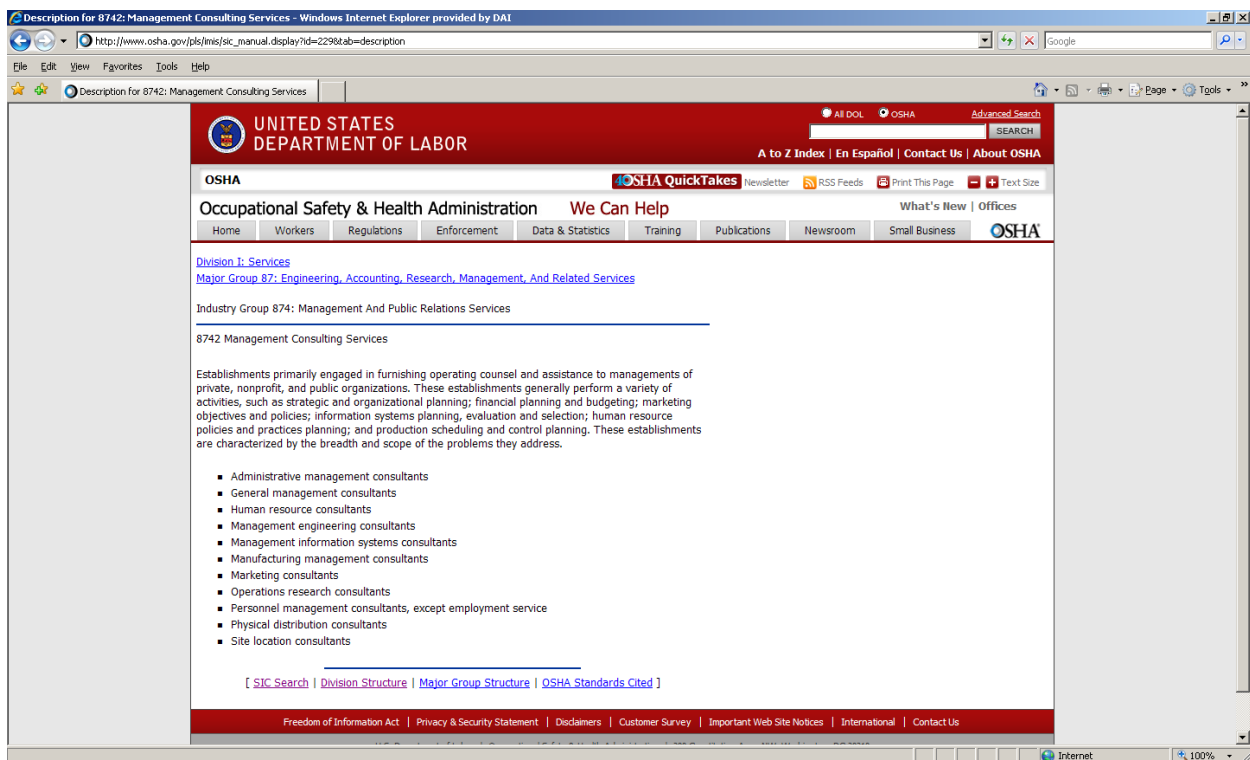 Description for 8742: Management Consulting Services - Windows Internet Explorer provided by DAI
http://www.osha.gov/pls/imis/sic_manual.display?id=229&tab=description
Google
File Edit View Favorites Tools Help
Description for 8742: Management Consulting Services
Page Tools
UNITED STATES
DEPARTMENT OF LABOR
All DOL OSHA Advanced Search
SEARCH
A to Z Index | En Español | Contact Us | About OSHA
OSHA
OSHA QuickTakes Newsletter RSS Feeds Print This Page Text Size
Occupational Safety & Health Administration We Can Help
What's New | Offices
Home Workers Regulations Enforcement Data & Statistics Training Publications Newsroom Small Business OSHA
Division I: Services
Major Group 87: Engineering, Accounting, Research, Management, And Related Services
Industry Group 874: Management And Public Relations Services
8742 Management Consulting Services
Establishments primarily engaged in furnishing operating counsel and assistance to managements of
private, nonprofit, and public organizations. These establishments generally perform a variety of
activities, such as strategic and organizational planning; financial planning and budgeting; marketing
objectives and policies; information systems planning, evaluation and selection; human resource
policies and practices planning; and production scheduling and control planning. These establishments
are characterized by the breadth and scope of the problems they address.
Administrative management consultants
General management consultants
Human resource consultants
Management engineering consultants
Management information systems consultants
Manufacturing management consultants
Marketing consultants
Operations research consultants
Personnel management consultants, except employment service
Physical distribution consultants
Site location consultants
[ SIC Search | Division Structure | Major Group Structure | OSHA Standards Cited ]
Freedom of Information Act | Privacy & Security Statement | Disclaimers | Customer Survey | Important Web Site Notices | International | Contact Us
Internet 100%